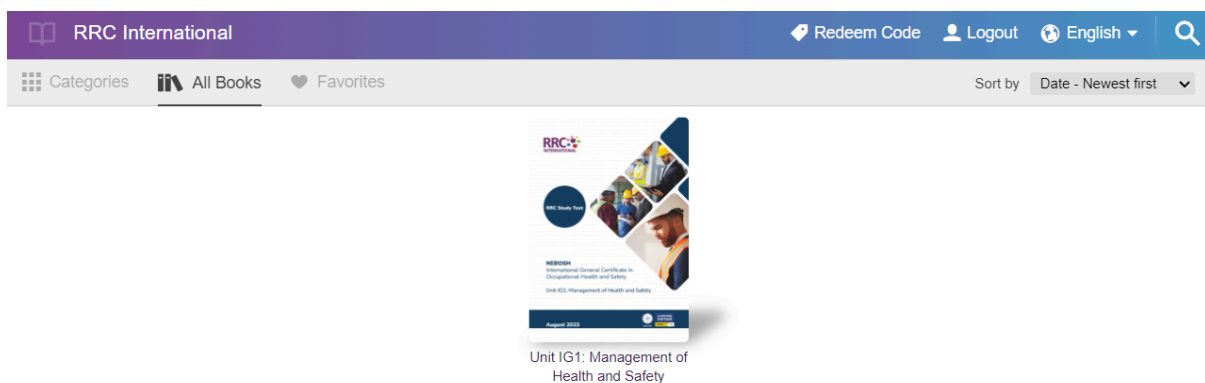 RRC International
Redeem Code
Logout
English
Categories
All Books
Favorites
Sort by
Date - Newest first
RRC
INTERNATIONAL
RRC Study Text
NEBOSH
International General Certificate in
Occupational Health and Safety
Unit IG1: Management of Health and Safety
August 2023
Unit IG1: Management of
Health and Safety